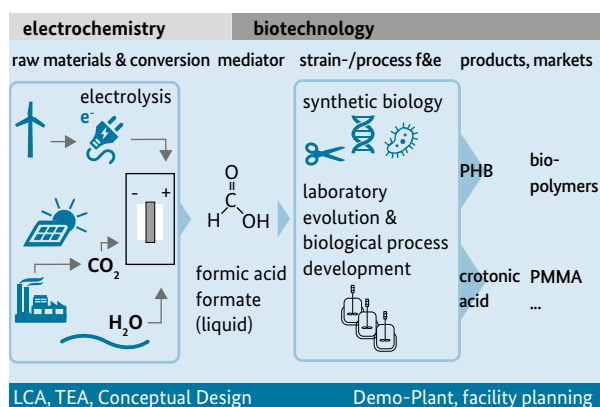 electrochemistry
biotechnology
raw materials & conversion
mediator
strain-/process f&e
products, markets
electrolysis
e-
- +
CO2
H2O
O
H C OH
formic acid
formate
(liquid)
synthetic biology
laboratory
evolution &
biological process
development
PHB
bio-
polymers
crotonic
acid
PMMA
...
LCA, TEA, Conceptual Design
Demo-Plant, facility planning